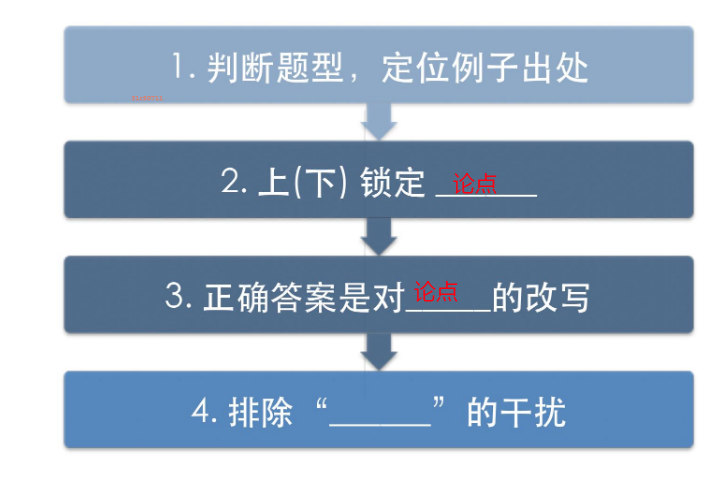 1. 判断题型，定位例子出处
2. 上(下) 锁定 论点
3. 正确答案是对论点的改写
4. 排除“______”的干扰